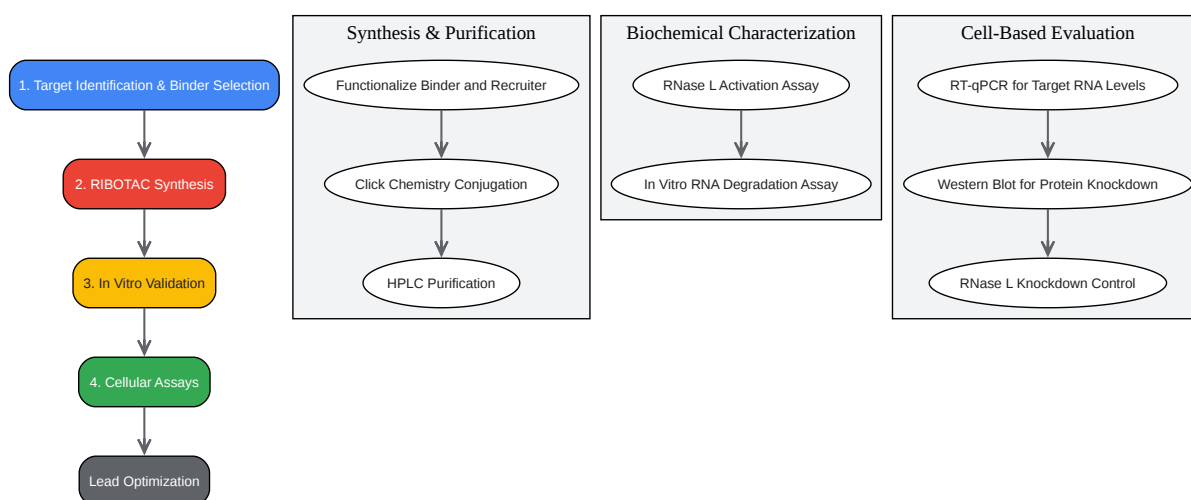 1. Target Identification & Binder Selection
2. RIBOTAC Synthesis
3. In Vitro Validation
4. Cellular Assays
Lead Optimization
Synthesis & Purification
Functionalize Binder and Recruiter
Click Chemistry Conjugation
HPLC Purification
Biochemical Characterization
RNase L Activation Assay
In Vitro RNA Degradation Assay
Cell-Based Evaluation
RT-qPCR for Target RNA Levels
Western Blot for Protein Knockdown
RNase L Knockdown Control